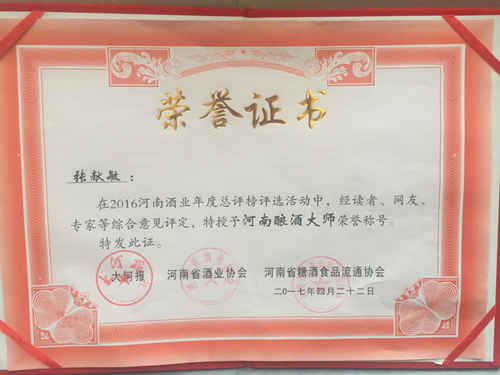 荣誉证书
张献敏：
在2016河南酒业年度总评榜评选活动中，经读者、网友、
专家等综合意见评定，特授予河南酿酒大师荣誉称号。
特发此证。
大河报 河南省酒业协会 河南省糖酒食品流通协会
二〇一七年四月二十二日